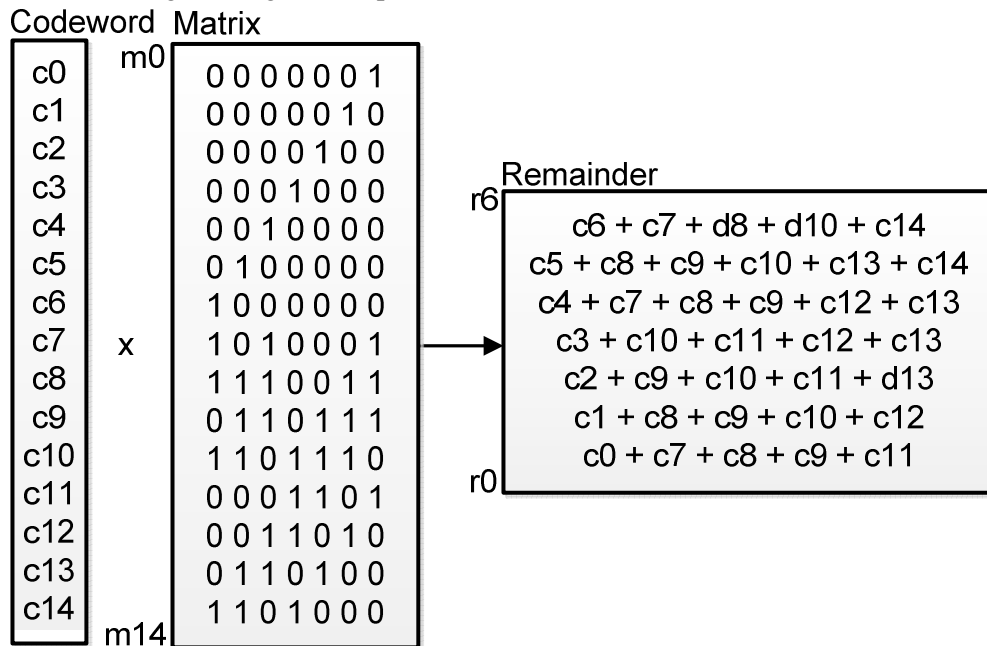 Codeword Matrix
m0
c0
c1
c2
c3
c4
c5
c6
c7
c8
c9
c10
c11
c12
c13
c14
x
0 0 0 0 0 0 1
0 0 0 0 0 1 0
0 0 0 0 1 0 0
0 0 0 1 0 0 0
0 0 1 0 0 0 0
0 1 0 0 0 0 0
1 0 0 0 0 0 0
1 0 1 0 0 0 1
1 1 1 0 0 1 1
0 1 1 0 1 1 1
1 1 0 1 1 1 0
0 0 0 1 1 0 1
0 0 1 1 0 1 0
0 1 1 0 1 0 0
1 1 0 1 0 0 0
m14
Remainder
r6
c6 + c7 + d8 + d10 + c14
c5 + c8 + c9 + c10 + c13 + c14
c4 + c7 + c8 + c9 + c12 + c13
c3 + c10 + c11 + c12 + c13
c2 + c9 + c10 + c11 + d13
c1 + c8 + c9 + c10 + c12
c0 + c7 + c8 + c9 + c11
r0